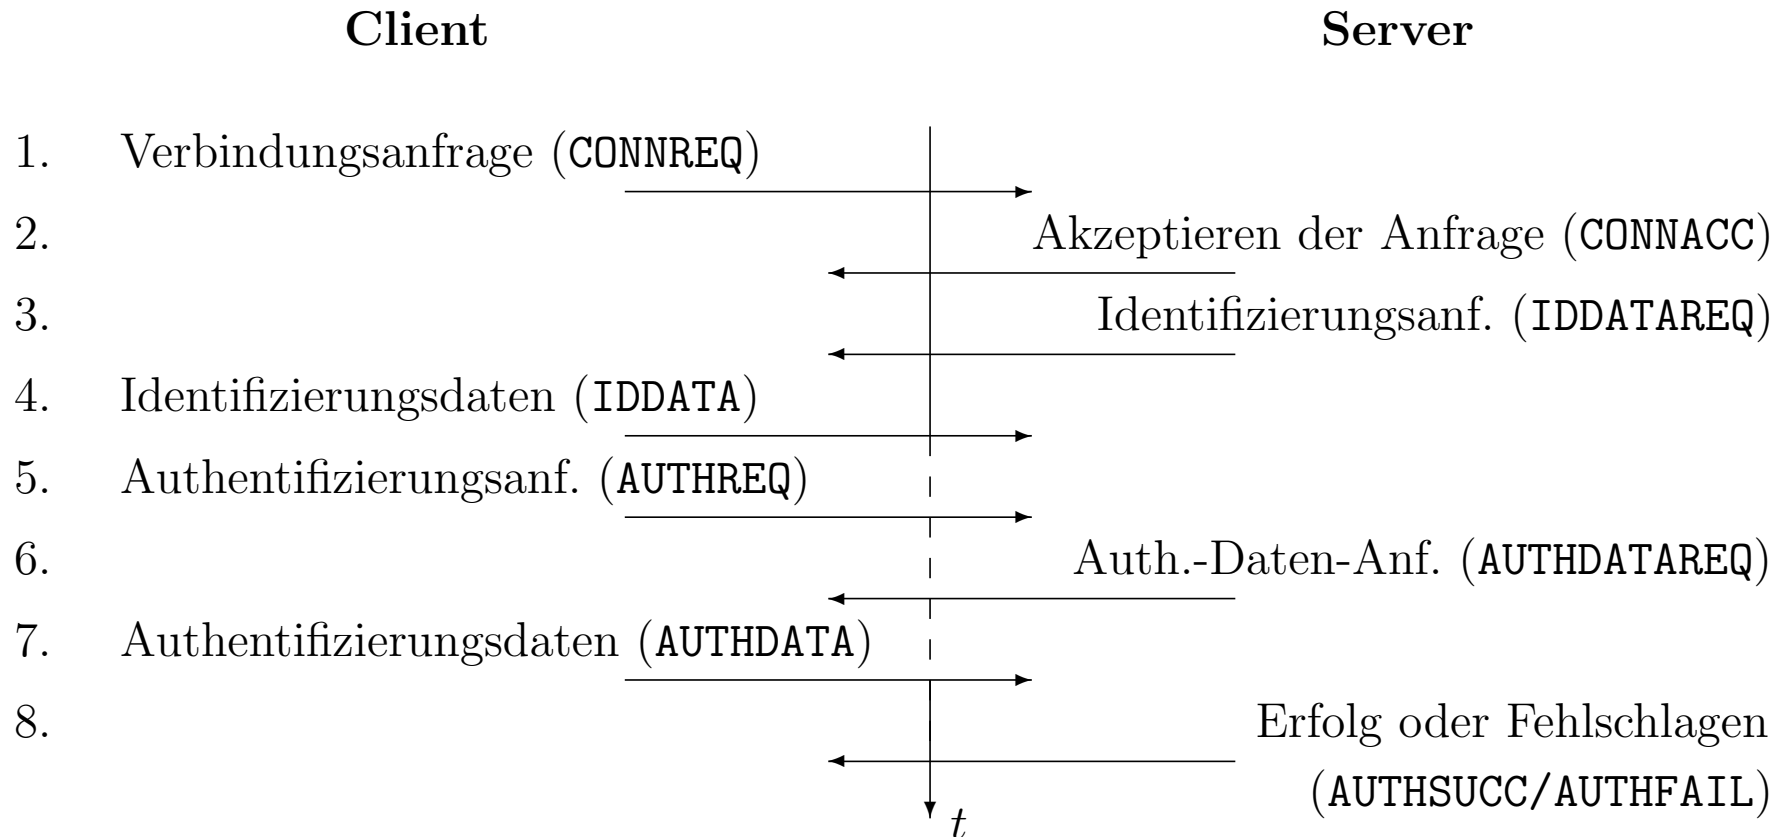 Client Server
1. Verbindungsanfrage (CONNREQ)
2. Akzeptieren der Anfrage (CONNACC)
3. Identifizierungsanf. (IDDATAREQ)
4. Identifizierungsdaten (IDDATA)
5. Authentifizierungsanf. (AUTHREQ)
6. Auth.-Daten-Anf. (AUTHDATAREQ)
7. Authentifizierungsdaten (AUTHDATA)
8. Erfolg oder Fehlschlagen
(AUTHSUCC/AUTHFAIL)
t